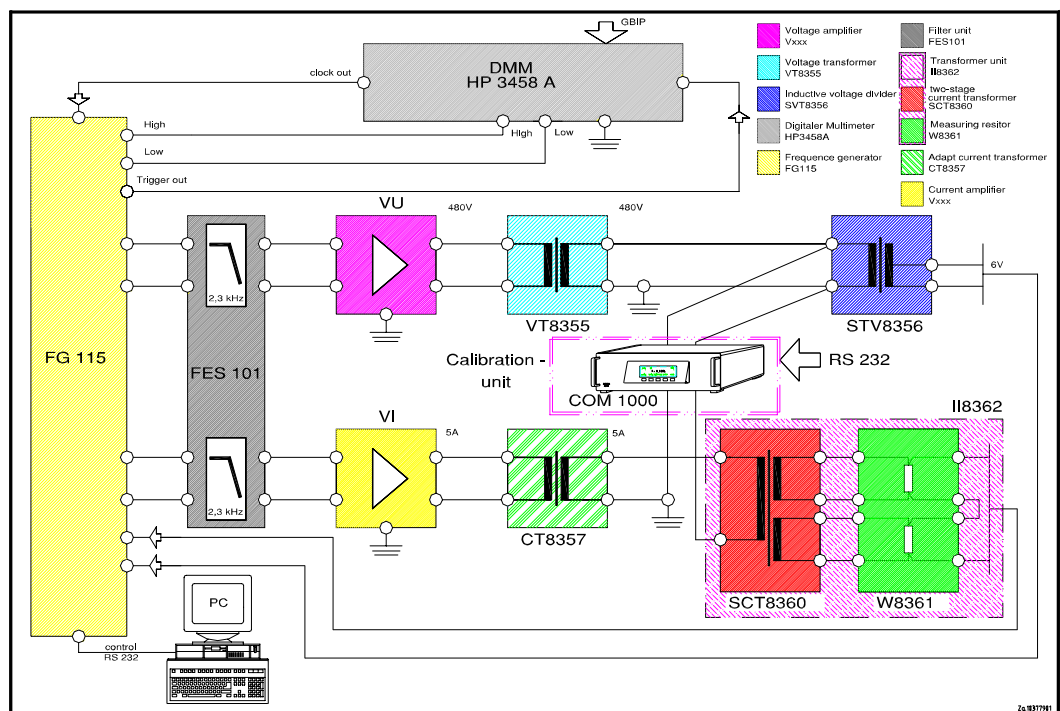 GBIP
DMM
HP 3458 A
clock out
High
HIgh
Low
Low
Trigger out
Voltage amplifier
Vxxx
Voltage transformer
VT8355
Inductive voltage divider
SVT8356
Digitaler Multimeter
HP3458A
Frequence generator
FG115
Filter unit
FES101
Transformer unit
II8362
two-stage
current transformer
SCT8360
Measuring resitor
W8361
Adapt current transformer
CT8357
Current amplifier
Vxxx
VU
480V
480V
6V
2,3 kHz
VT8355
STV8356
FG 115
FES 101
Calibration -
unit
COM 1000
RS 232
VI
5A
5A
II8362
2,3 kHz
CT8357
SCT8360
W8361
PC
control
RS 232
Zg.10377901